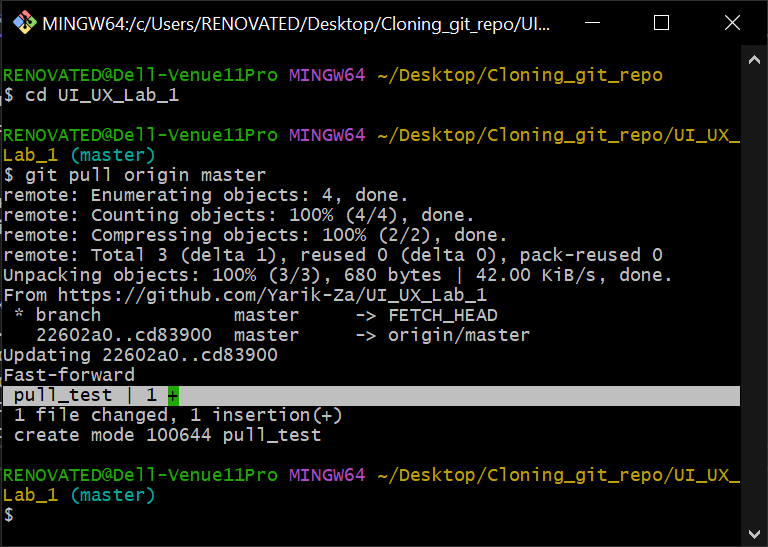 MINGW64:/c/Users/RENOVATED/Desktop/Cloning_git_repo/UI...
RENOVATED@Dell-Venue11Pro MINGW64 ~/Desktop/Cloning_git_repo
$ cd UI_UX_Lab_1
RENOVATED@Dell-Venue11Pro MINGW64 ~/Desktop/Cloning_git_repo/UI_UX_
Lab_1 (master)
$ git pull origin master
remote: Enumerating objects: 4, done.
remote: Counting objects: 100% (4/4), done.
remote: Compressing objects: 100% (2/2), done.
remote: Total 3 (delta 1), reused 0 (delta 0), pack-reused 0
Unpacking objects: 100% (3/3), 680 bytes | 42.00 KiB/s, done.
From https://github.com/Yarik-Za/UI_UX_Lab_1
 * branch            master     -> FETCH_HEAD
   22602a0..cd83900  master     -> origin/master
Updating 22602a0..cd83900
Fast-forward
 pull_test | 1 +
 1 file changed, 1 insertion(+)
 create mode 100644 pull_test
RENOVATED@Dell-Venue11Pro MINGW64 ~/Desktop/Cloning_git_repo/UI_UX_
Lab_1 (master)
$